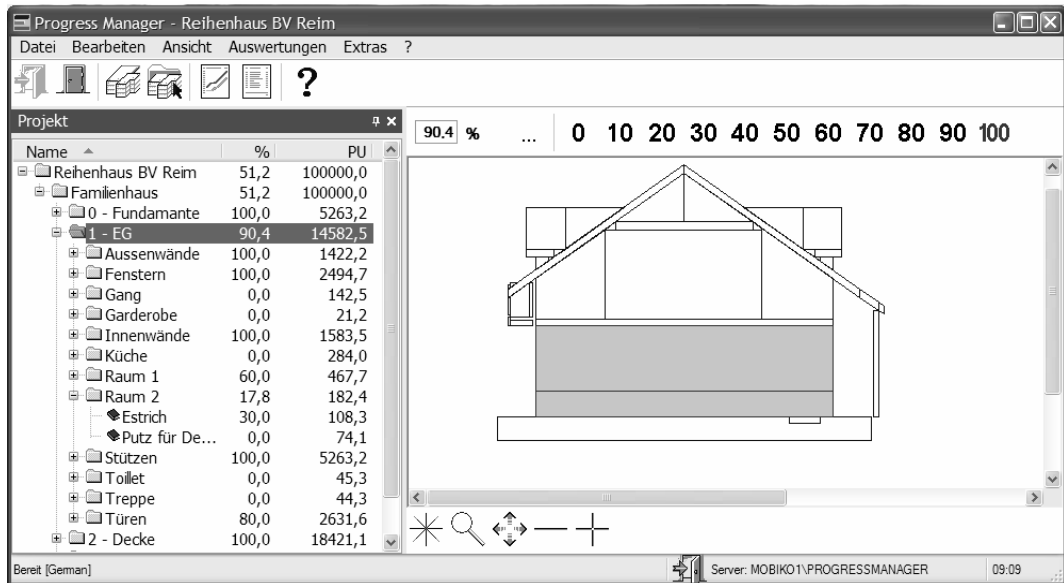 Progress Manager - Reihenhaus BV Reim
Datei Bearbeiten Ansicht Auswertungen Extras ?
?
Projekt
90,4 % ... 0 10 20 30 40 50 60 70 80 90 100
Name % PU
Reihenhaus BV Reim 51,2 100000,0
Familienhaus 51,2 100000,0
0 - Fundamante 100,0 5263,2
1 - EG 90,4 14582,5
Aussenwände 100,0 1422,2
Fenstern 100,0 2494,7
Gang 0,0 142,5
Garderobe 0,0 21,2
Innenwände 100,0 1583,5
Küche 0,0 284,0
Raum 1 60,0 467,7
Raum 2 17,8 182,4
Estrich 30,0 108,3
Putz für De... 0,0 74,1
Stützen 100,0 5263,2
Toillet 0,0 45,3
Treppe 0,0 44,3
Türen 80,0 2631,6
2 - Decke 100,0 18421,1
Bereit [German] Server: MOBIKO1\PROGRESSMANAGER 09:09